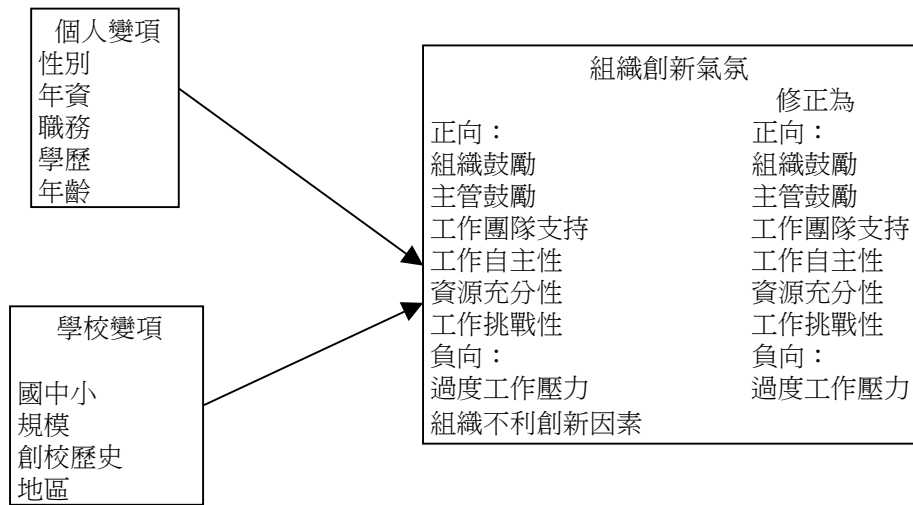 個人變項
性別
年資
職務
學歷
年齡
學校變項
國中小
規模
創校歷史
地區
組織創新氣氛
修正為
正向： 正向：
組織鼓勵 組織鼓勵
主管鼓勵 主管鼓勵
工作團隊支持 工作團隊支持
工作自主性 工作自主性
資源充分性 資源充分性
工作挑戰性 工作挑戰性
負向： 負向：
過度工作壓力 過度工作壓力
組織不利創新因素